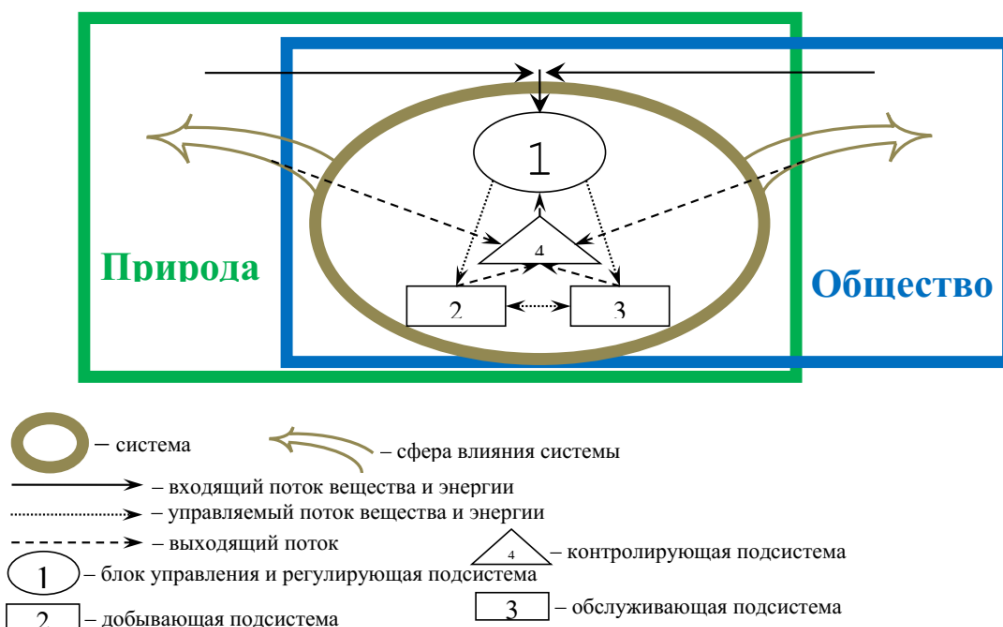 1
4
Природа
Общество
2
3
– система
– сфера влияния системы
– входящий поток вещества и энергии
– управляемый поток вещества и энергии
– выходящий поток
4 – контролирующая подсистема
1 – блок управления и регулирующая подсистема
3 – обслуживающая подсистема
2 – добывающая подсистема